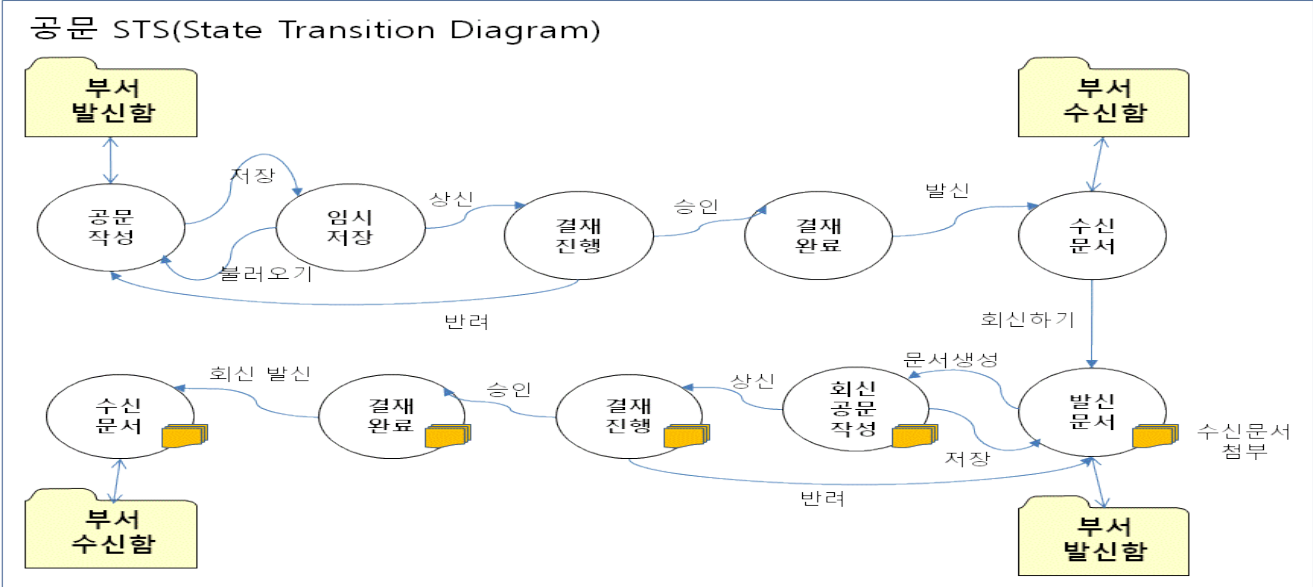 공문 STS(State Transition Diagram)
부서
발신함
부서
수신함
저장
상신
승인
발신
공문
작성
임시
저장
결재
진행
결재
완료
수신
문서
불러오기
반려
회신하기
회신 발신
승인
상신
문서생성
수신
문서
결재
완료
결재
진행
회신
공문
작성
발신
문서
수신문서
첨부
저장
반려
부서
수신함
부서
발신함